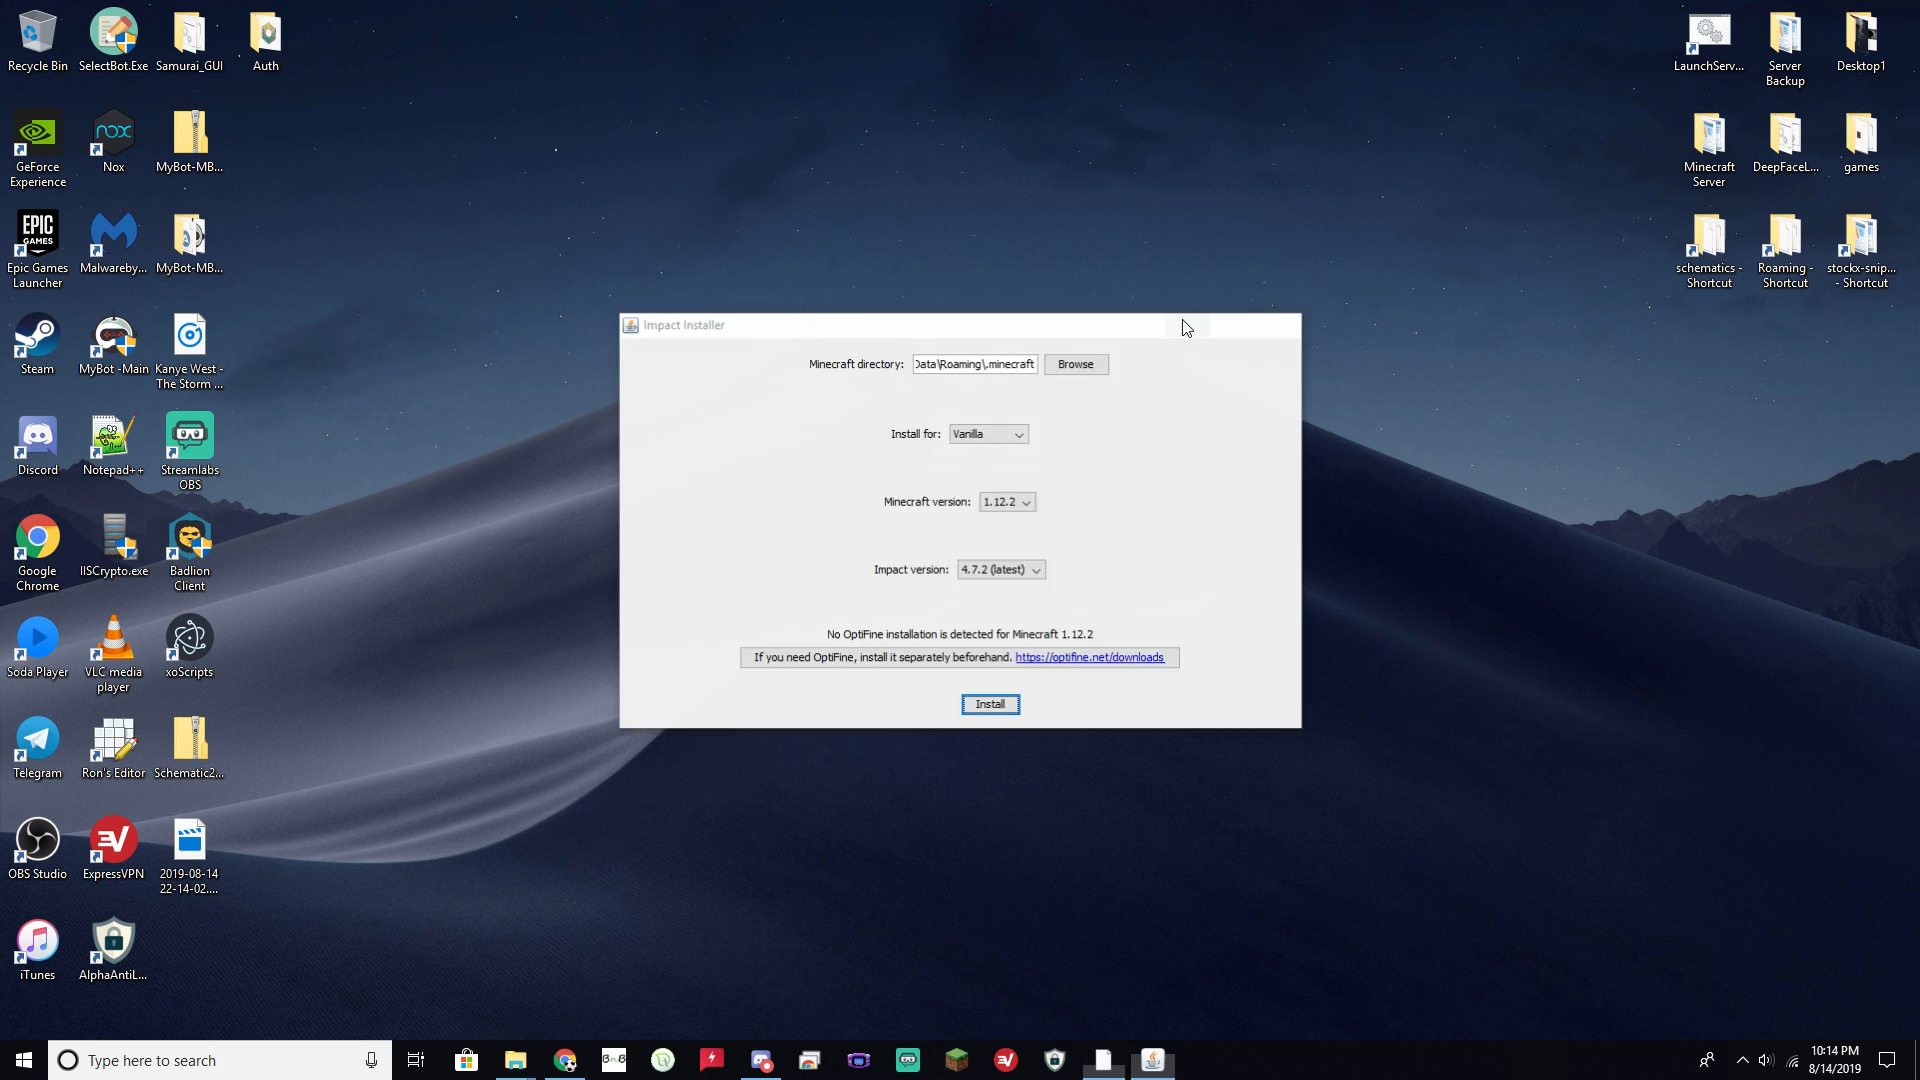 Recycle Bin
SelectBot.Exe
Samurai_GUI
Auth
LaunchServ...
Server
Backup
Desktop1
GeForce
Experience
nox
Nox
MyBot-MB...
Minecraft
Server
DeepFaceL...
games
EPIC
GAMES
Epic Games
Launcher
Malwareby...
MyBot-MB...
schematics -
Shortcut
Roaming -
Shortcut
stockx-snip...
- Shortcut
Steam
MyBot -Main
Kanye West -
The Storm ...
Impact Installer
Minecraft directory:
Data\Roaming\.minecraft
Browse
Install for:
Vanilla
Minecraft version:
1.12.2
Impact version:
4.7.2 (latest)
No OptiFine installation is detected for Minecraft 1.12.2
If you need OptiFine, install it separately beforehand. https://optifine.net/downloads
Install
Discord
Notepad++
Streamlabs
OBS
Google
Chrome
IISCrypto.exe
Badlion
Client
Soda Player
VLC media
player
xoScripts
Telegram
Ron's Editor
Schematic2...
OBS Studio
ExpressVPN
2019-08-14
22-14-02....
iTunes
AlphaAntiL...
Type here to search
BnB
10:14 PM
8/14/2019